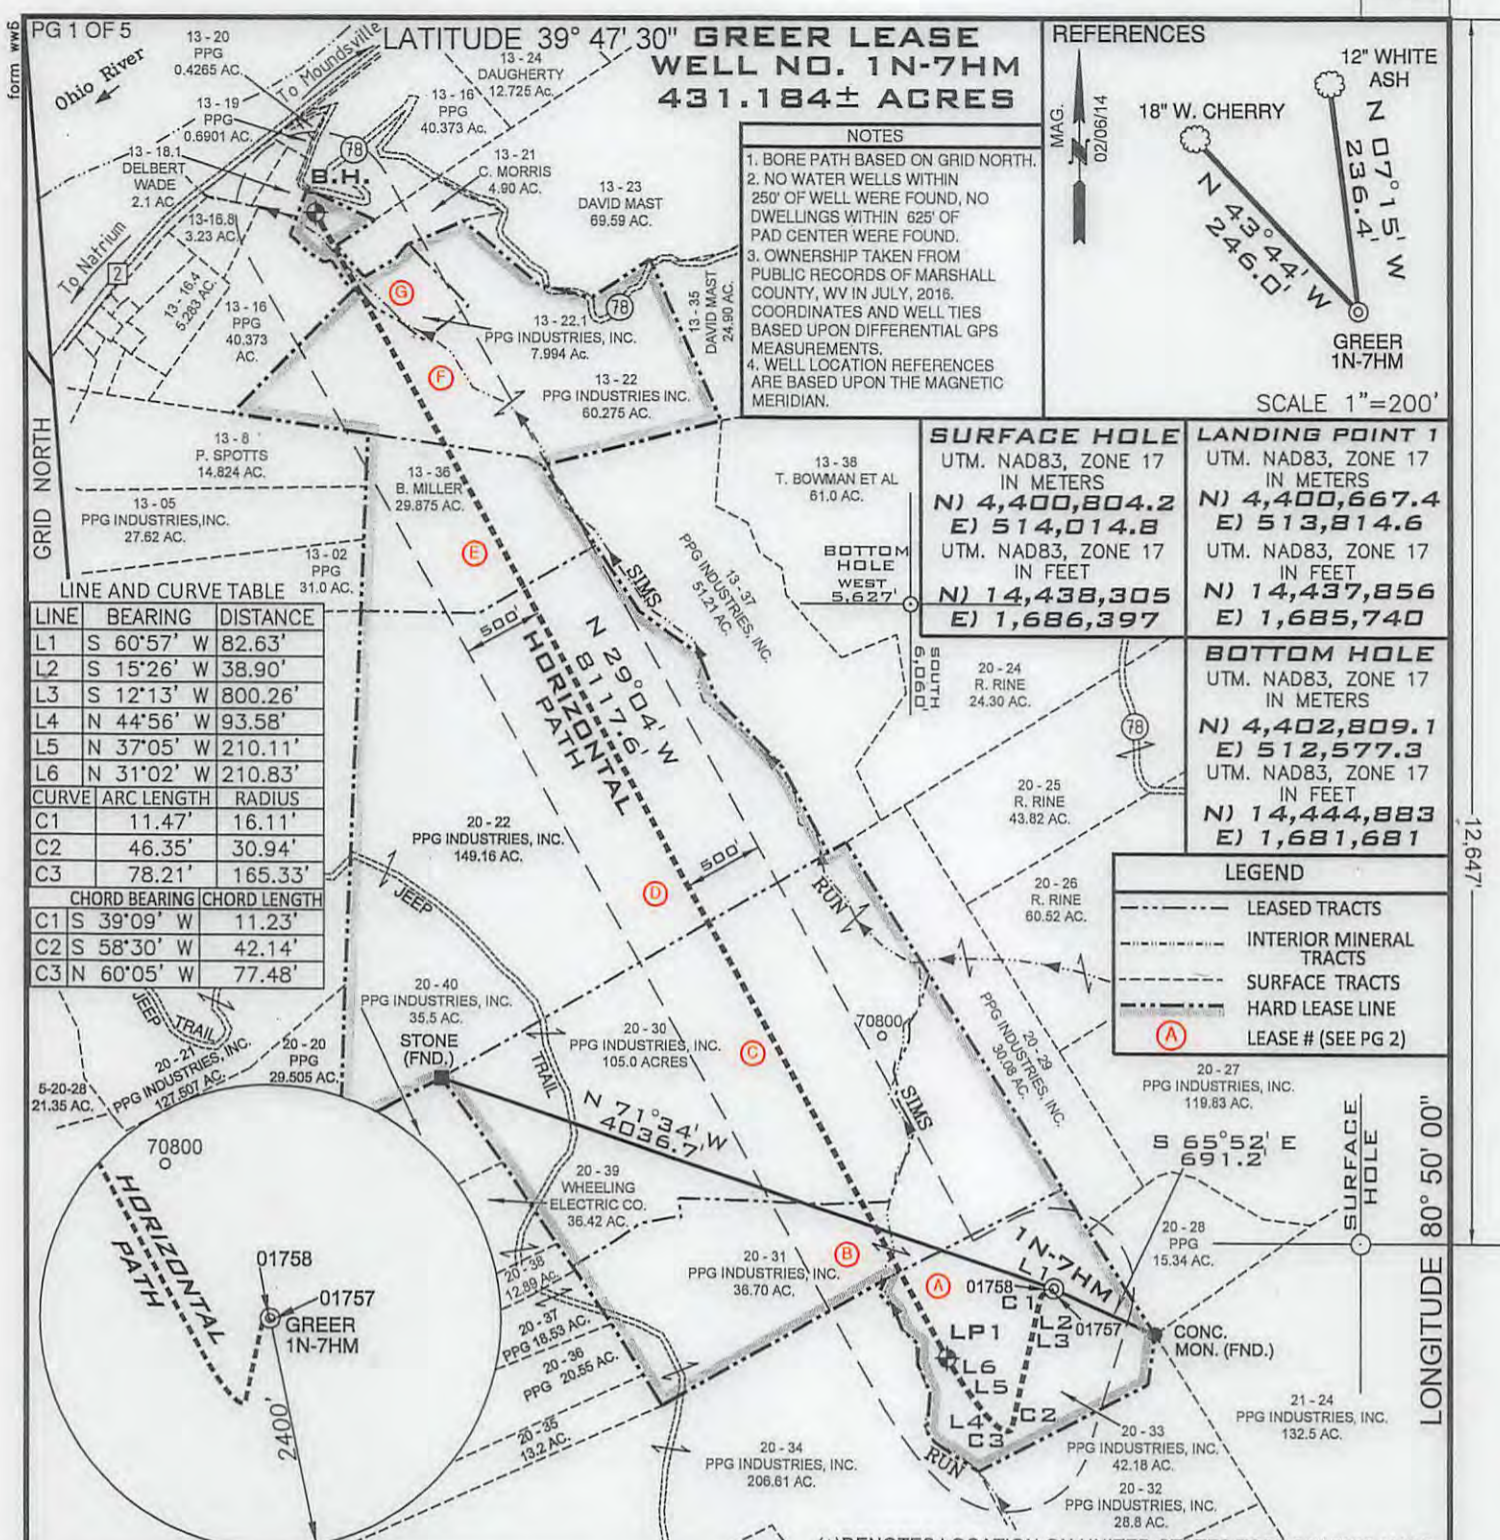 form ww6
PG 1 OF 5
LATITUDE 39° 47' 30"
GREER LEASE
WELL NO. 1N-7HM
431.184± ACRES
Ohio River
To Moundsville
To Natrium
2
78
B.H.
13 - 20
PPG
0.4265 AC.
13 - 19
PPG
0.6901 AC.
13 - 18.1
DELBERT
WADE
2.1 AC.
13-16.8
3.23 AC.
13 - 16.4
5.283 AC.
13 - 16
PPG
40.373
AC.
13 - 24
DAUGHERTY
12.725 Ac.
13 - 16
PPG
40.373 Ac.
13 - 21
C. MORRIS
4.90 AC.
13 - 23
DAVID MAST
69.59 AC.
13 - 35
DAVID MAST
24.90 AC.
78
G
13 - 22.1
PPG INDUSTRIES, INC.
7.994 Ac.
F
13 - 22
PPG INDUSTRIES INC.
60.275 AC.
NOTES
1. BORE PATH BASED ON GRID NORTH.
2. NO WATER WELLS WITHIN
250' OF WELL WERE FOUND, NO
DWELLINGS WITHIN 625' OF
PAD CENTER WERE FOUND.
3. OWNERSHIP TAKEN FROM
PUBLIC RECORDS OF MARSHALL
COUNTY, WV IN JULY, 2016.
COORDINATES AND WELL TIES
BASED UPON DIFFERENTIAL GPS
MEASUREMENTS.
4. WELL LOCATION REFERENCES
ARE BASED UPON THE MAGNETIC
MERIDIAN.
REFERENCES
MAG.
N
02/06/14
12" WHITE
ASH
18" W. CHERRY
N 07°15' W
236.4'
N 43°44' W
246.0'
GREER
1N-7HM
SCALE 1"=200'
SURFACE HOLE
UTM. NAD83, ZONE 17
IN METERS
N) 4,400,804.2
E) 514,014.8
UTM. NAD83, ZONE 17
IN FEET
N) 14,438,305
E) 1,686,397
LANDING POINT 1
UTM. NAD83, ZONE 17
IN METERS
N) 4,400,667.4
E) 513,814.6
UTM. NAD83, ZONE 17
IN FEET
N) 14,437,856
E) 1,685,740
BOTTOM HOLE
UTM. NAD83, ZONE 17
IN METERS
N) 4,402,809.1
E) 512,577.3
UTM. NAD83, ZONE 17
IN FEET
N) 14,444,883
E) 1,681,681
LEGEND
LEASED TRACTS
INTERIOR MINERAL
TRACTS
SURFACE TRACTS
HARD LEASE LINE
A
LEASE # (SEE PG 2)
12,647'
GRID NORTH
13 - 8
P. SPOTTS
14.824 AC.
13 - 05
PPG INDUSTRIES,INC.
27.62 AC.
13 - 02
PPG
31.0 AC.
13 - 36
B. MILLER
29.875 AC.
E
13 - 38
T. BOWMAN ET AL
61.0 AC.
BOTTOM
HOLE
WEST
5,627'
SOUTH
6,060'
13 - 37
PPG INDUSTRIES, INC.
51.21 AC.
SIMS
500'
HORIZONTAL
PATH
N 29°04' W
8117.6'
LINE AND CURVE TABLE
LINE BEARING DISTANCE
L1 S 60°57' W 82.63'
L2 S 15°26' W 38.90'
L3 S 12°13' W 800.26'
L4 N 44°56' W 93.58'
L5 N 37°05' W 210.11'
L6 N 31°02' W 210.83'
CURVE ARC LENGTH RADIUS
C1 11.47' 16.11'
C2 46.35' 30.94'
C3 78.21' 165.33'
CHORD BEARING CHORD LENGTH
C1 S 39°09' W 11.23'
C2 S 58°30' W 42.14'
C3 N 60°05' W 77.48'
20 - 24
R. RINE
24.30 AC.
78
20 - 25
R. RINE
43.82 AC.
20 - 26
R. RINE
60.52 AC.
20 - 22
PPG INDUSTRIES, INC.
149.16 AC.
D
500'
RUN
JEEP
TRAIL
JEEP
TRAIL
20 - 40
PPG INDUSTRIES, INC.
35.5 AC.
STONE
(FND.)
20 - 21
PPG INDUSTRIES, INC.
127.507 AC.
20 - 20
PPG
29.505 AC.
5-20-28
21.35 AC.
20 - 30
PPG INDUSTRIES, INC.
105.0 ACRES
C
70800
SIMS
20 - 29
PPG INDUSTRIES, INC.
30.08 AC.
20 - 27
PPG INDUSTRIES, INC.
119.83 AC.
S 65°52' E
691.2'
SURFACE
HOLE
LONGITUDE 80° 50' 00"
N 71°34' W
4036.7'
20 - 39
WHEELING
ELECTRIC CO.
36.42 AC.
20 - 28
PPG
15.34 AC.
20 - 31
PPG INDUSTRIES, INC.
36.70 AC.
B
A
1N-7HM
L1
01758
C1
L2
L3
01757
LP1
L6
L5
L4
C3
C2
CONC.
MON. (FND.)
70800
HORIZONTAL
PATH
01758
01757
GREER
1N-7HM
2400'
20 - 38
12.89 Ac.
20 - 37
PPG 18.53 AC.
20 - 36
PPG 20.55 AC.
20 - 35
13.2 AC.
20 - 34
PPG INDUSTRIES, INC.
206.61 AC.
RUN
20 - 33
PPG INDUSTRIES, INC.
42.18 AC.
20 - 32
PPG INDUSTRIES, INC.
28.8 AC.
21 - 24
PPG INDUSTRIES, INC.
132.5 AC.